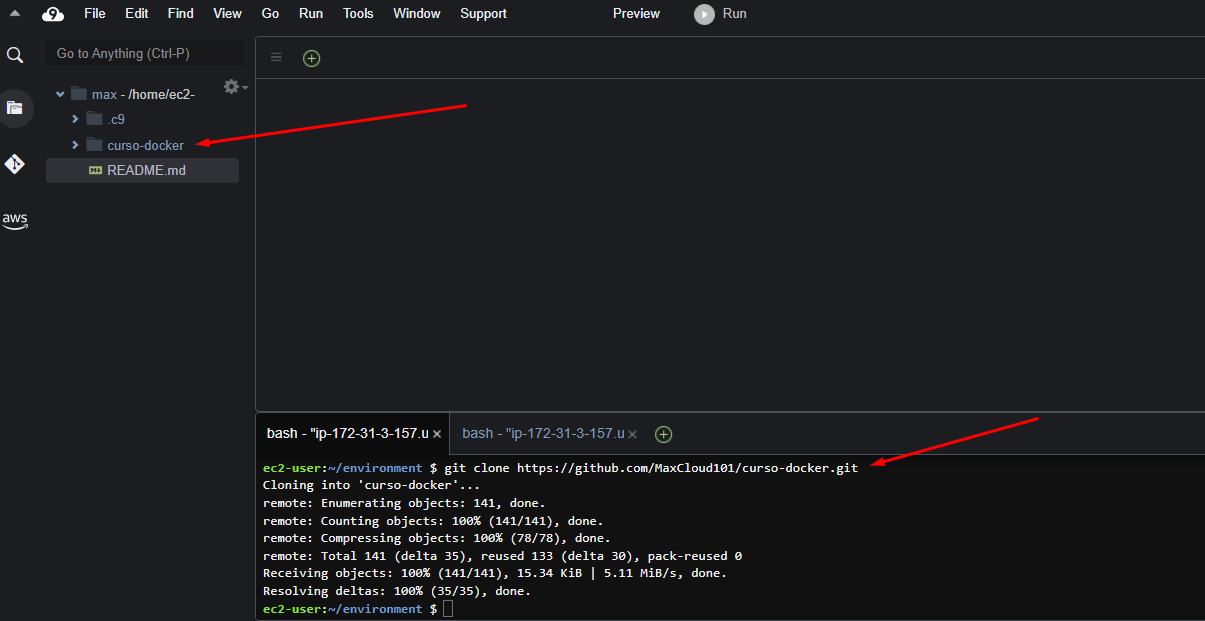 File Edit Find View Go Run Tools Window Support Preview Run
Go to Anything (Ctrl-P)
max - /home/ec2-
.c9
curso-docker
README.md
aws
bash - "ip-172-31-3-157.u
bash - "ip-172-31-3-157.u
ec2-user:~/environment $ git clone https://github.com/MaxCloud101/curso-docker.git
Cloning into 'curso-docker'...
remote: Enumerating objects: 141, done.
remote: Counting objects: 100% (141/141), done.
remote: Compressing objects: 100% (78/78), done.
remote: Total 141 (delta 35), reused 133 (delta 30), pack-reused 0
Receiving objects: 100% (141/141), 15.34 KiB | 5.11 MiB/s, done.
Resolving deltas: 100% (35/35), done.
ec2-user:~/environment $